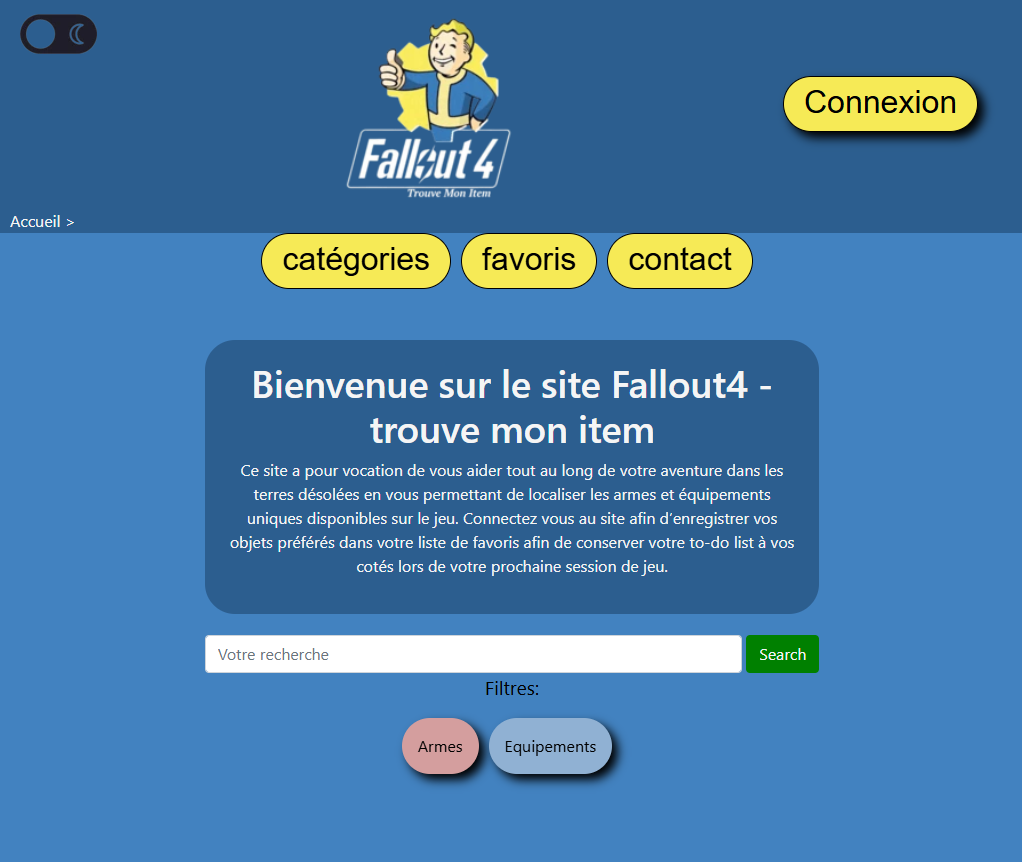 Connexion
Fallout 4
Trouve Mon Item
Accueil >
catégories
favoris
contact
Bienvenue sur le site Fallout4 -
trouve mon item
Ce site a pour vocation de vous aider tout au long de votre aventure dans les
terres désolées en vous permettant de localiser les armes et équipements
uniques disponibles sur le jeu. Connectez vous au site afin d'enregistrer vos
objets préférés dans votre liste de favoris afin de conserver votre to-do list à vos
cotés lors de votre prochaine session de jeu.
Votre recherche
Search
Filtres:
Armes
Equipements